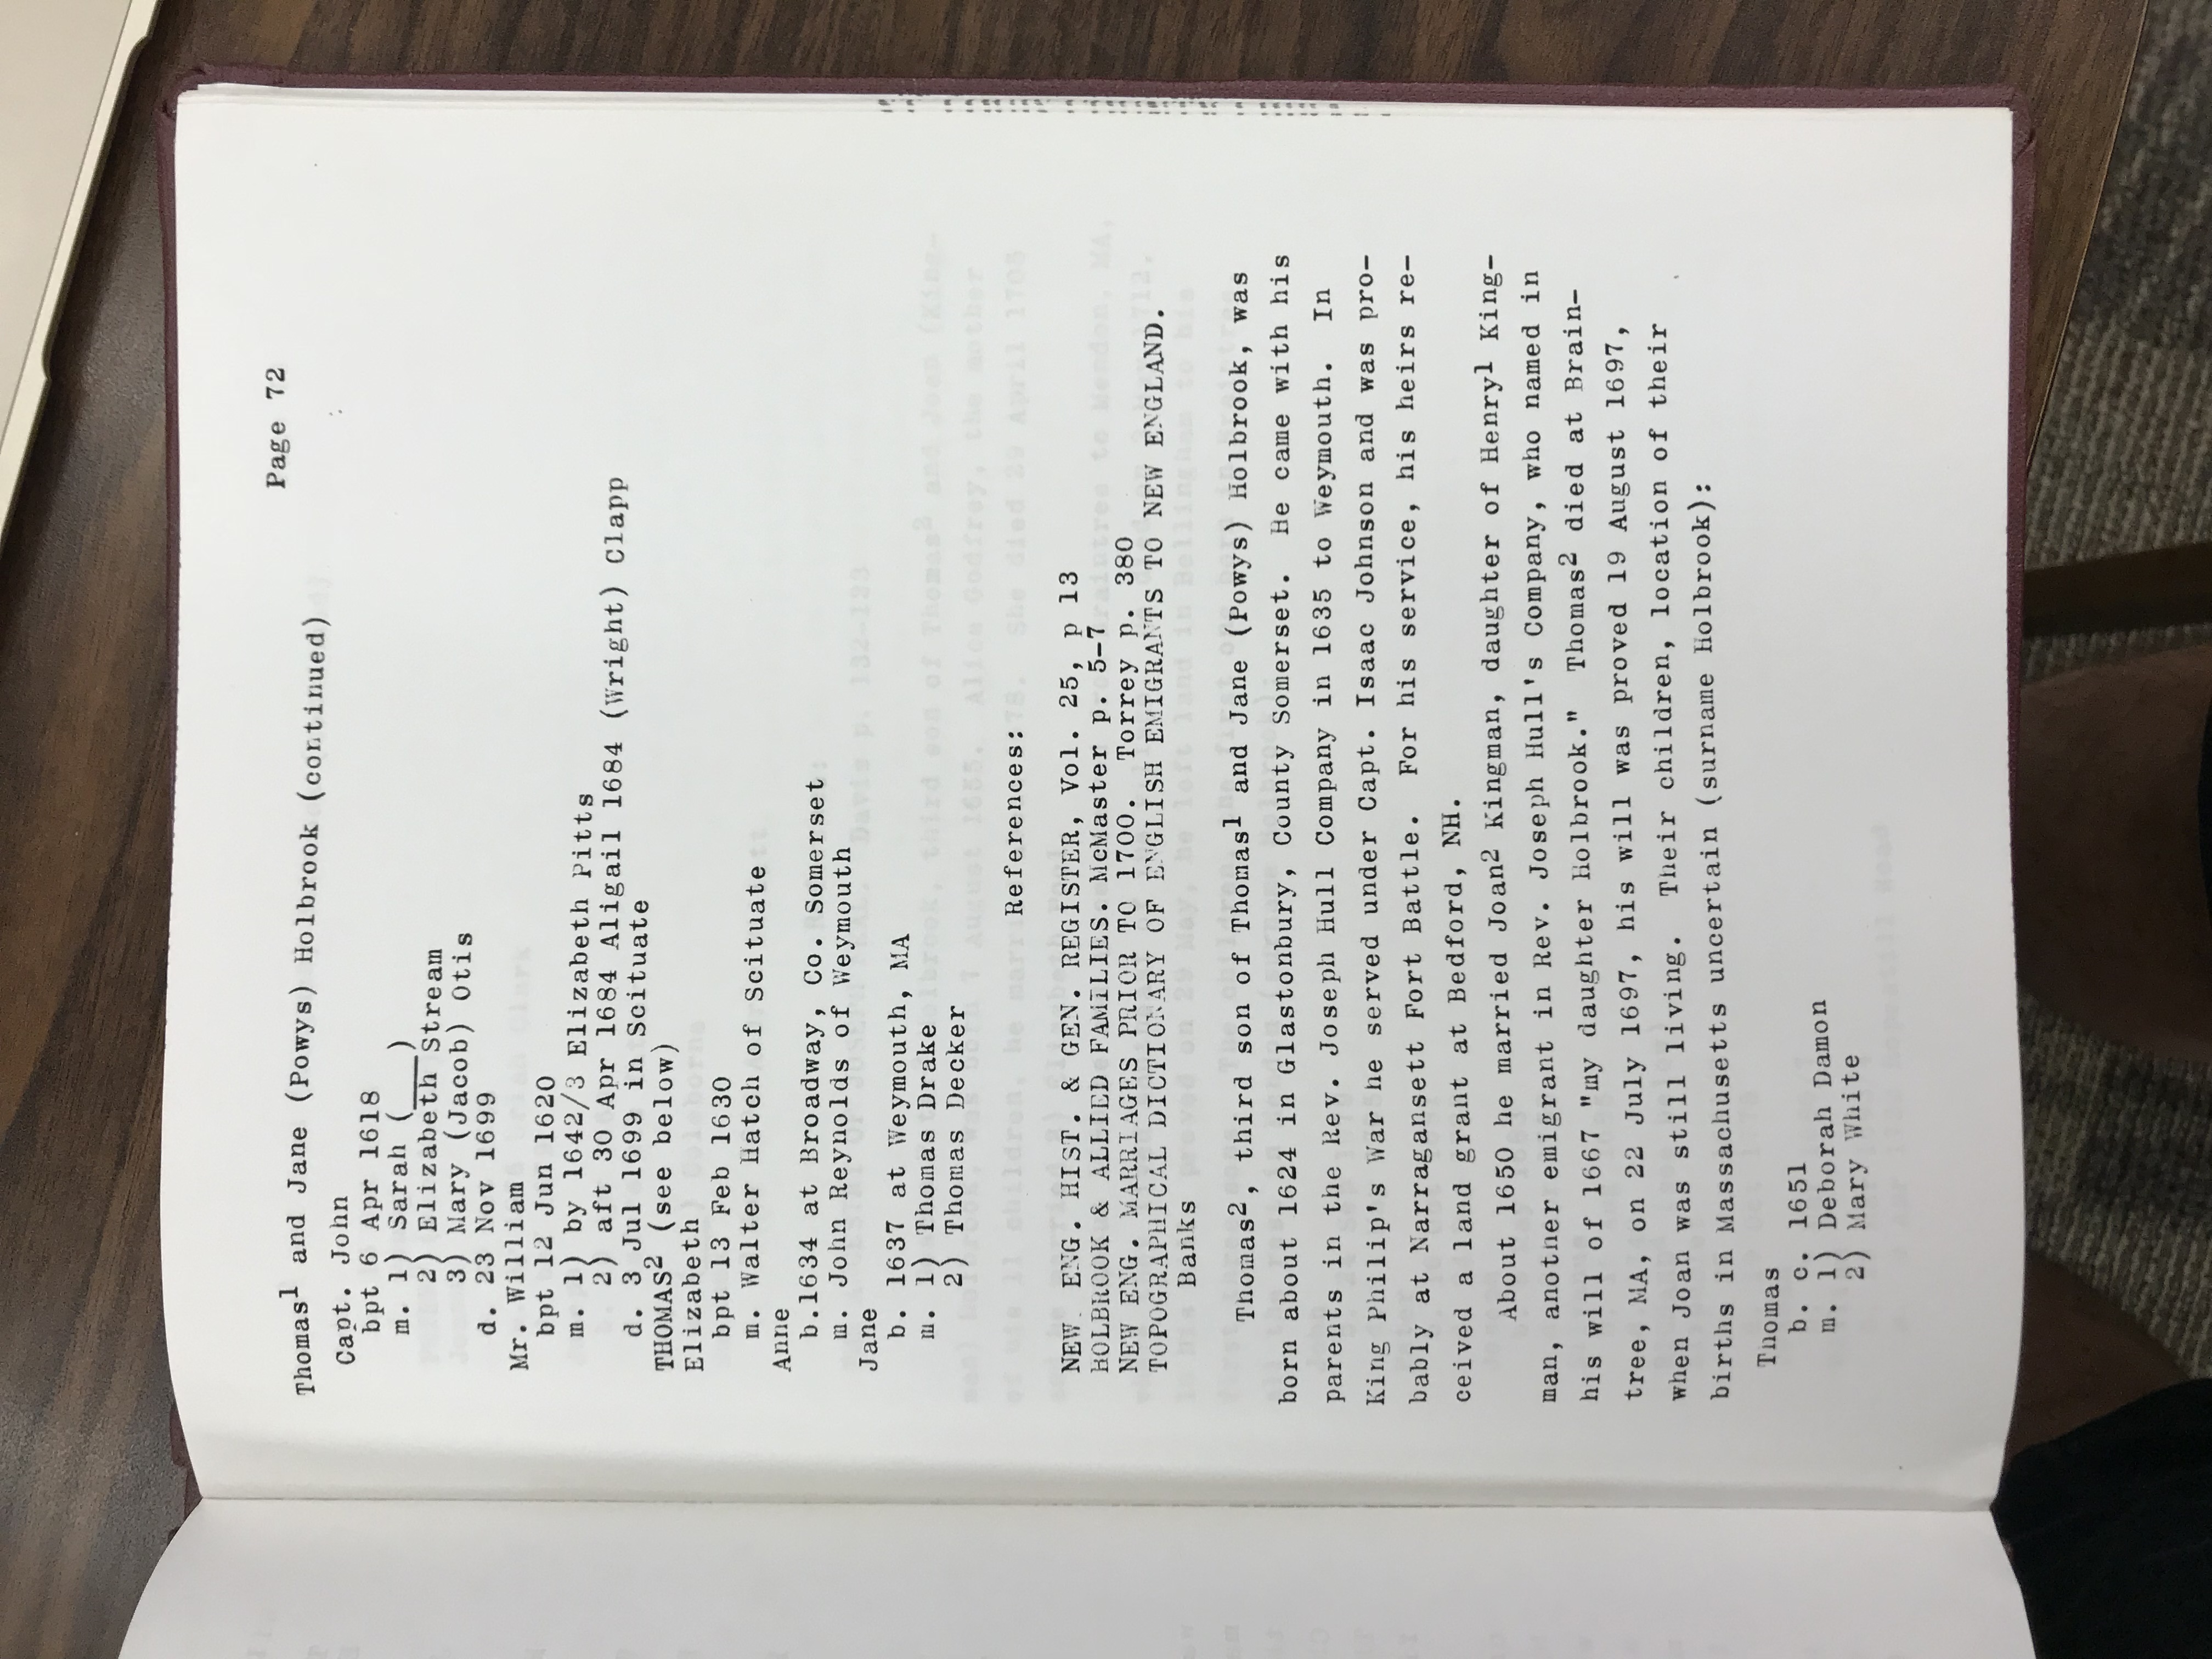 Page 72
Thomas¹ and Jane (Powys) Holbrook (continued)
Capt. John
bpt 6 Apr 1618
m. 1) Sarah (___)
2) Elizabeth Stream
3) Mary (Jacob) Otis
d. 23 Nov 1699
Mr. William
bpt 12 Jun 1620
m. 1) by 1642/3 Elizabeth Pitts
2) aft 30 Apr 1684 Aligail 1684 (Wright) Clapp
d. 3 Jul 1699 in Scituate
THOMAS² (see below)
Elizabeth
bpt 13 Feb 1630
m. Walter Hatch of Scituate
Anne
b.1634 at Broadway, Co. Somerset
m. John Reynolds of Weymouth
Jane
b. 1637 at Weymouth, MA
m. 1) Thomas Drake
2) Thomas Decker
References:
NEW ENG. HIST. & GEN. REGISTER, Vol. 25, p 13
HOLBROOK & ALLIED FAMILIES. McMaster p. 5-7
NEW ENG. MARRIAGES PRIOR TO 1700. Torrey p. 380
TOPOGRAPHICAL DICTIONARY OF ENGLISH EMIGRANTS TO NEW ENGLAND.
Banks
Thomas², third son of Thomas¹ and Jane (Powys) Holbrook, was
born about 1624 in Glastonbury, County Somerset. He came with his
parents in the Rev. Joseph Hull Company in 1635 to Weymouth. In
King Philip's War he served under Capt. Isaac Johnson and was pro-
bably at Narragansett Fort Battle. For his service, his heirs re-
ceived a land grant at Bedford, NH.
About 1650 he married Joan² Kingman, daughter of Henry¹ King-
man, another emigrant in Rev. Joseph Hull's Company, who named in
his will of 1667 "my daughter Holbrook." Thomas² died at Brain-
tree, MA, on 22 July 1697, his will was proved 19 August 1697,
when Joan was still living. Their children, location of their
births in Massachusetts uncertain (surname Holbrook):
Thomas
b. c. 1651
m. 1) Deborah Damon
2) Mary White